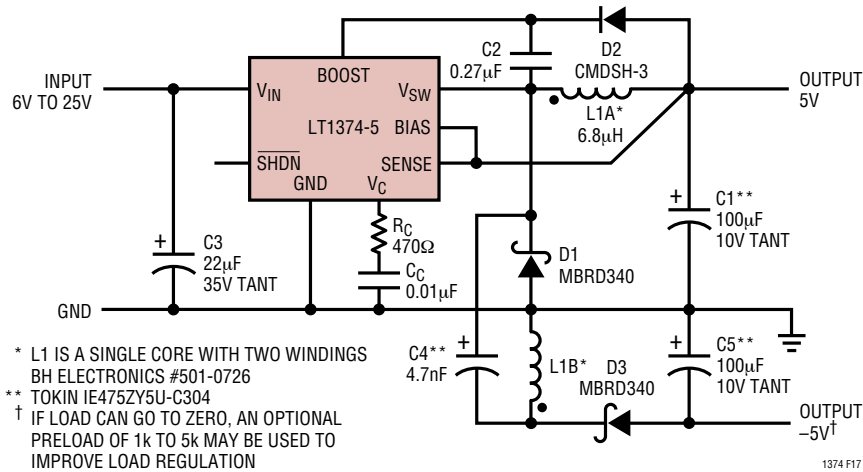 INPUT
6V TO 25V
BOOST
V_IN
V_SW
LT1374-5
BIAS
SHDN
SENSE
GND
V_C
C2
0.27µF
D2
CMDSH-3
L1A*
6.8µH
OUTPUT
5V
C3
22µF
35V TANT
+
R_C
470Ω
C_C
0.01µF
D1
MBRD340
+
C1**
100µF
10V TANT
GND
C4**
4.7nF
+
L1B*
D3
MBRD340
+
C5**
100µF
10V TANT
OUTPUT
–5V†
* L1 IS A SINGLE CORE WITH TWO WINDINGS
BH ELECTRONICS #501-0726
** TOKIN IE475ZY5U-C304
† IF LOAD CAN GO TO ZERO, AN OPTIONAL
PRELOAD OF 1k TO 5k MAY BE USED TO
IMPROVE LOAD REGULATION
1374 F17